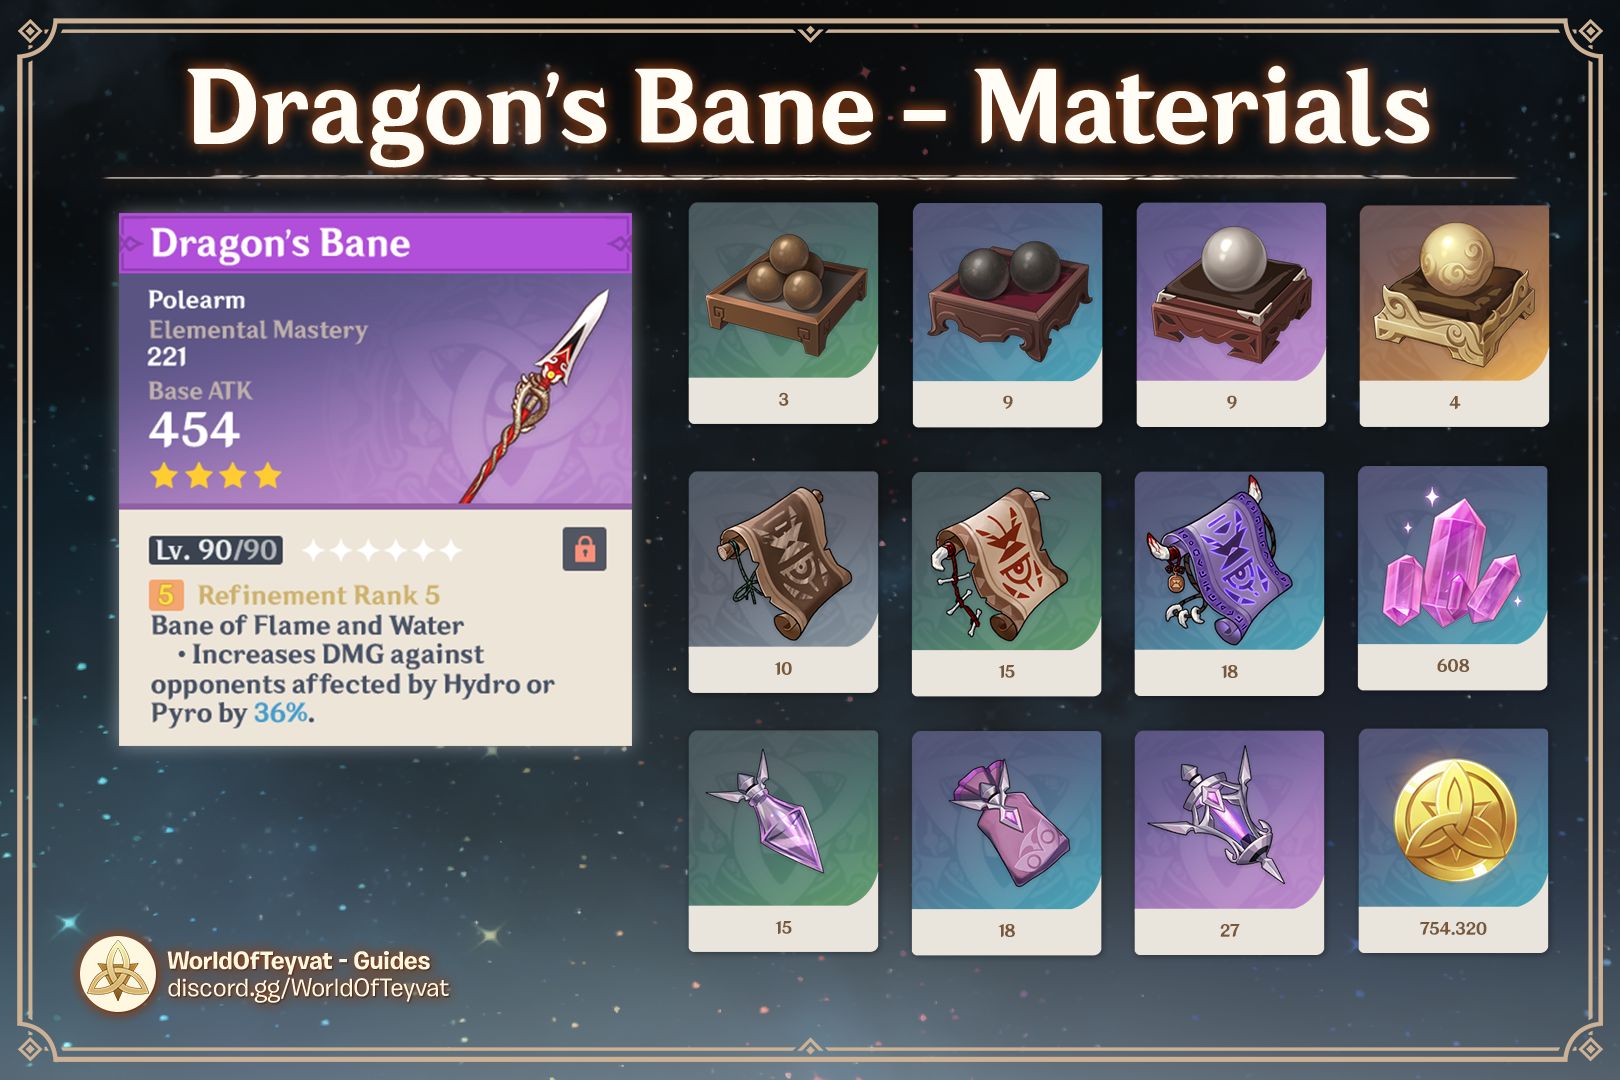 Dragon's Bane – Materials
Dragon's Bane
Polearm
Elemental Mastery
221
Base ATK
454
Lv. 90/90
5 Refinement Rank 5
Bane of Flame and Water
• Increases DMG against
opponents affected by Hydro or
Pyro by 36%.
3
9
9
4
10
15
18
608
15
18
27
754.320
WorldOfTeyvat - Guides
discord.gg/WorldOfTeyvat